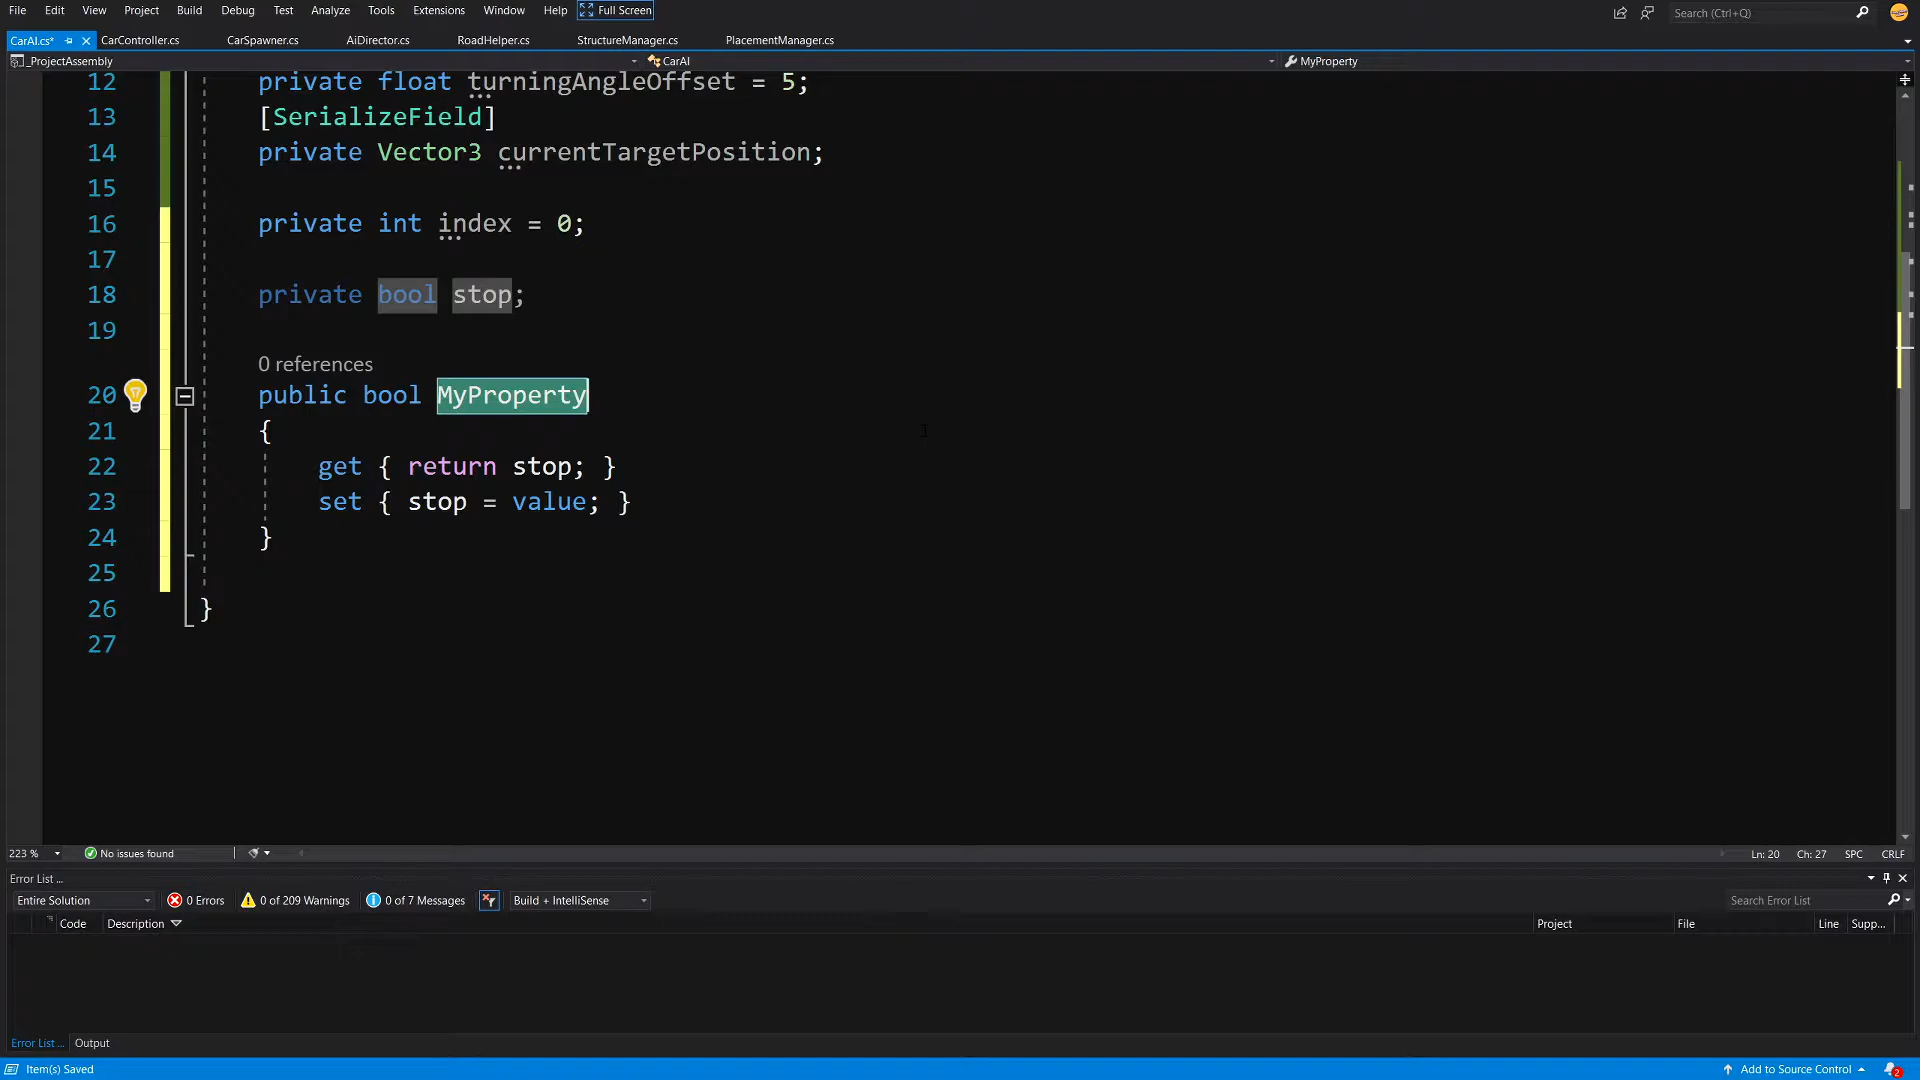 File Edit View Project Build Debug Test Analyze Tools Extensions Window Help Full Screen Search (Ctrl+Q)
CarAI.cs* CarController.cs CarSpawner.cs AiDirector.cs RoadHelper.cs StructureManager.cs PlacementManager.cs
_ProjectAssembly CarAI MyProperty
12 private float turningAngleOffset = 5;
13 [SerializeField]
14 private Vector3 currentTargetPosition;
15
16 private int index = 0;
17
18 private bool stop;
19
0 references
20 public bool MyProperty
21 {
22 get { return stop; }
23 set { stop = value; }
24 }
25
26 }
27
223 % No issues found Ln: 20 Ch: 27 SPC CRLF
Error List ...
Entire Solution 0 Errors 0 of 209 Warnings 0 of 7 Messages Build + IntelliSense Search Error List
Code Description Project File Line Supp...
Error List ... Output
Item(s) Saved Add to Source Control 2